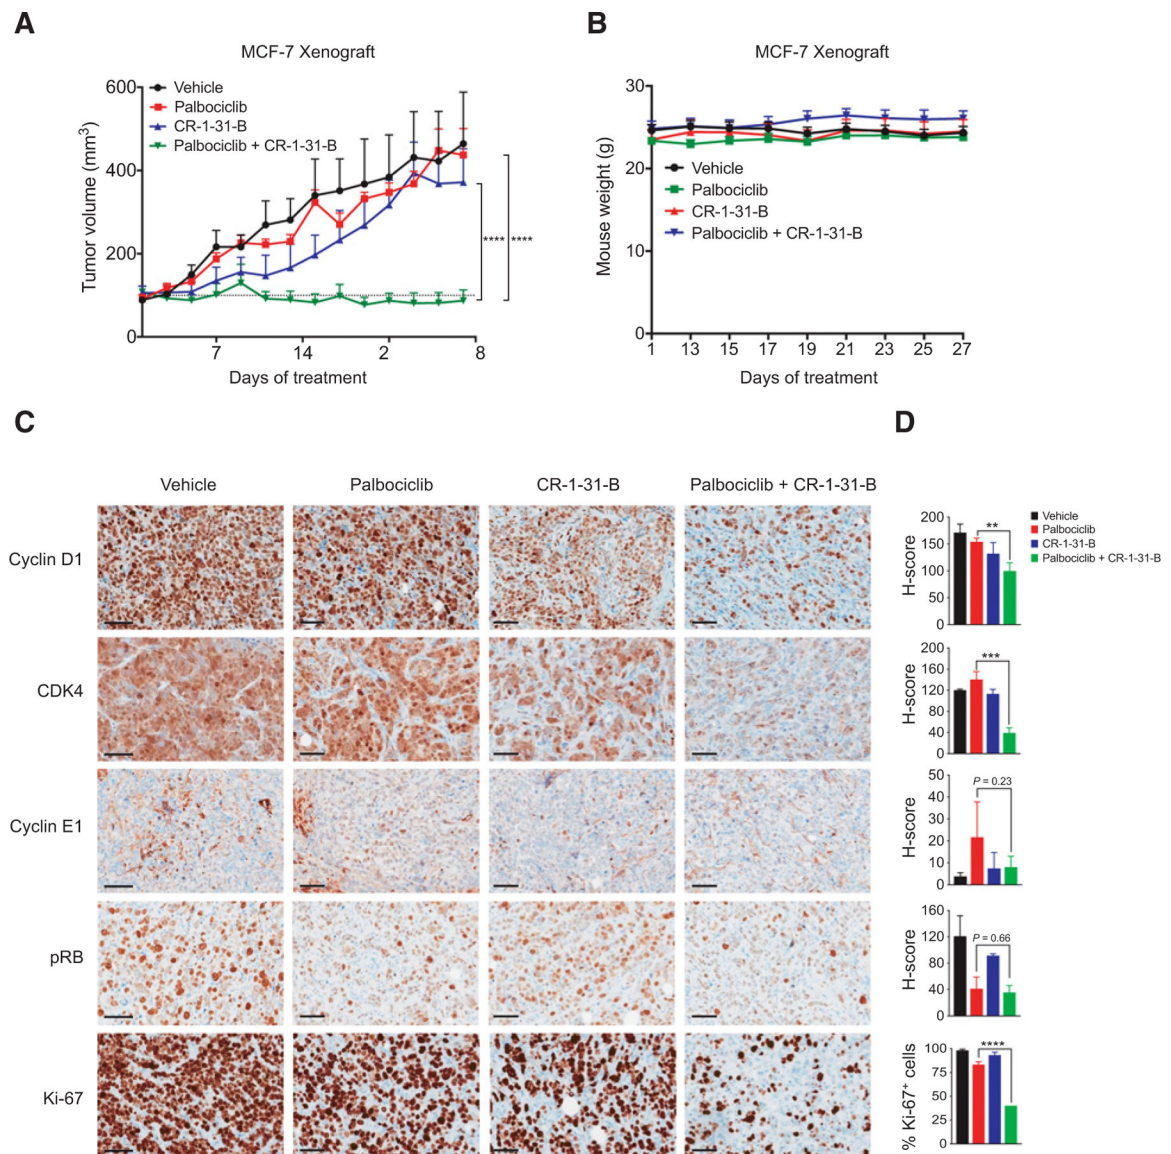 A
MCF-7 Xenograft
Vehicle
Palbociclib
CR-1-31-B
Palbociclib + CR-1-31-B
Tumor volume (mm³)
600
400
200
0
7
14
2
8
Days of treatment
****
****
B
MCF-7 Xenograft
Mouse weight (g)
30
20
10
0
Vehicle
Palbociclib
CR-1-31-B
Palbociclib + CR-1-31-B
1 13 15 17 19 21 23 25 27
Days of treatment
C
Vehicle
Palbociclib
CR-1-31-B
Palbociclib + CR-1-31-B
Cyclin D1
CDK4
Cyclin E1
pRB
Ki-67
D
Vehicle
Palbociclib
CR-1-31-B
Palbociclib + CR-1-31-B
H-score
200
150
100
50
0
**
H-score
200
160
120
80
40
0
***
H-score
50
40
30
20
10
0
P = 0.23
H-score
160
120
80
40
0
P = 0.66
% Ki-67⁺ cells
100
75
50
25
0
****